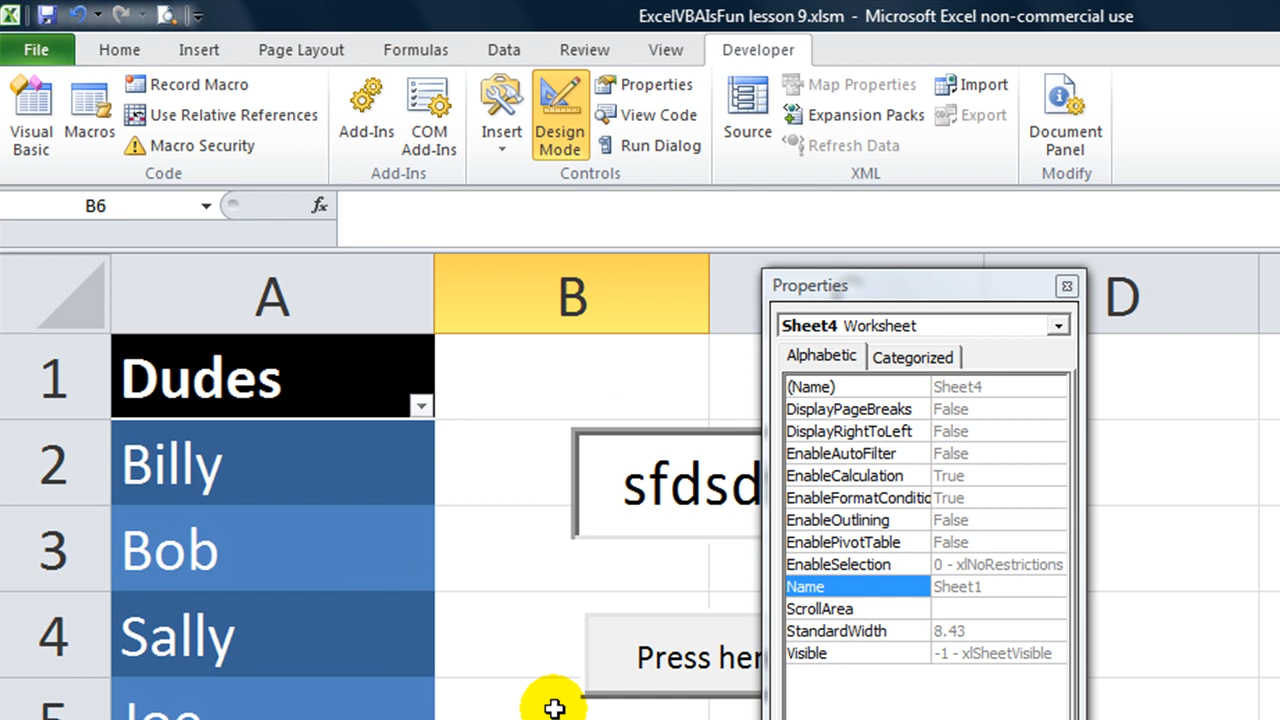 ExcelVBAIsFun lesson 9.xlsm - Microsoft Excel non-commercial use
File Home Insert Page Layout Formulas Data Review View Developer
Visual Basic
Macros
Record Macro
Use Relative References
Macro Security
Code
Add-Ins
COM Add-Ins
Add-Ins
Insert
Design Mode
Properties
View Code
Run Dialog
Controls
Source
Map Properties
Expansion Packs
Refresh Data
Import
Export
XML
Document Panel
Modify
B6
fx
A B D
1 Dudes
2 Billy
3 Bob
4 Sally
5 Joe
sfdsd
Press her
Properties
Sheet4 Worksheet
Alphabetic Categorized
(Name) Sheet4
DisplayPageBreaks False
DisplayRightToLeft False
EnableAutoFilter False
EnableCalculation True
EnableFormatConditio True
EnableOutlining False
EnablePivotTable False
EnableSelection 0 - xlNoRestrictions
Name Sheet1
ScrollArea
StandardWidth 8.43
Visible -1 - xlSheetVisible